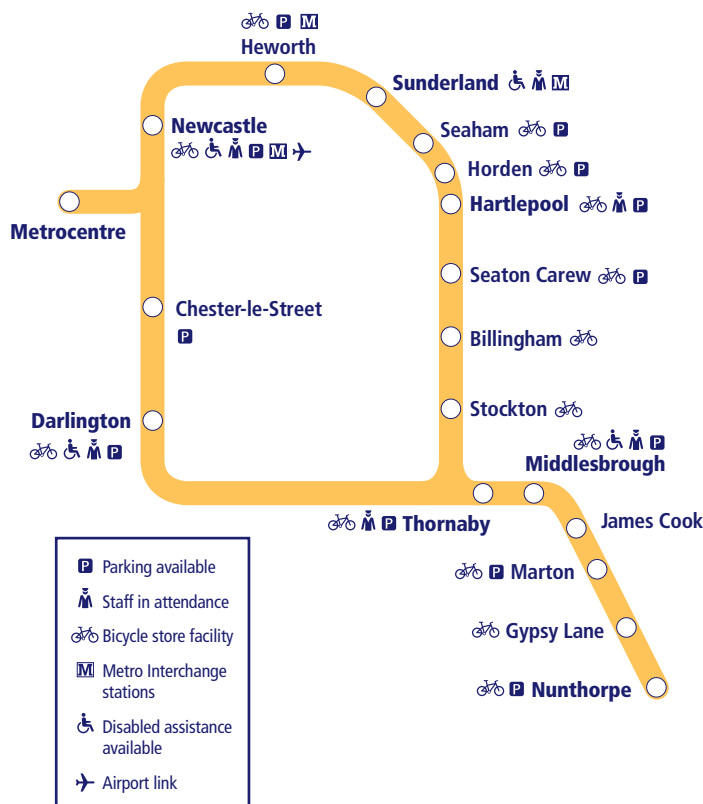 M
Heworth
P
Sunderland
M
Newcastle
P M
Seaham
P
Horden
P
Hartlepool
P
Metrocentre
Seaton Carew
P
Chester-le-Street
P
Billingham
Darlington
P
Stockton
P
Middlesbrough
P Thornaby
James Cook
P Marton
Gypsy Lane
P Nunthorpe
P Parking available
Staff in attendance
Bicycle store facility
M Metro Interchange
stations
Disabled assistance
available
Airport link